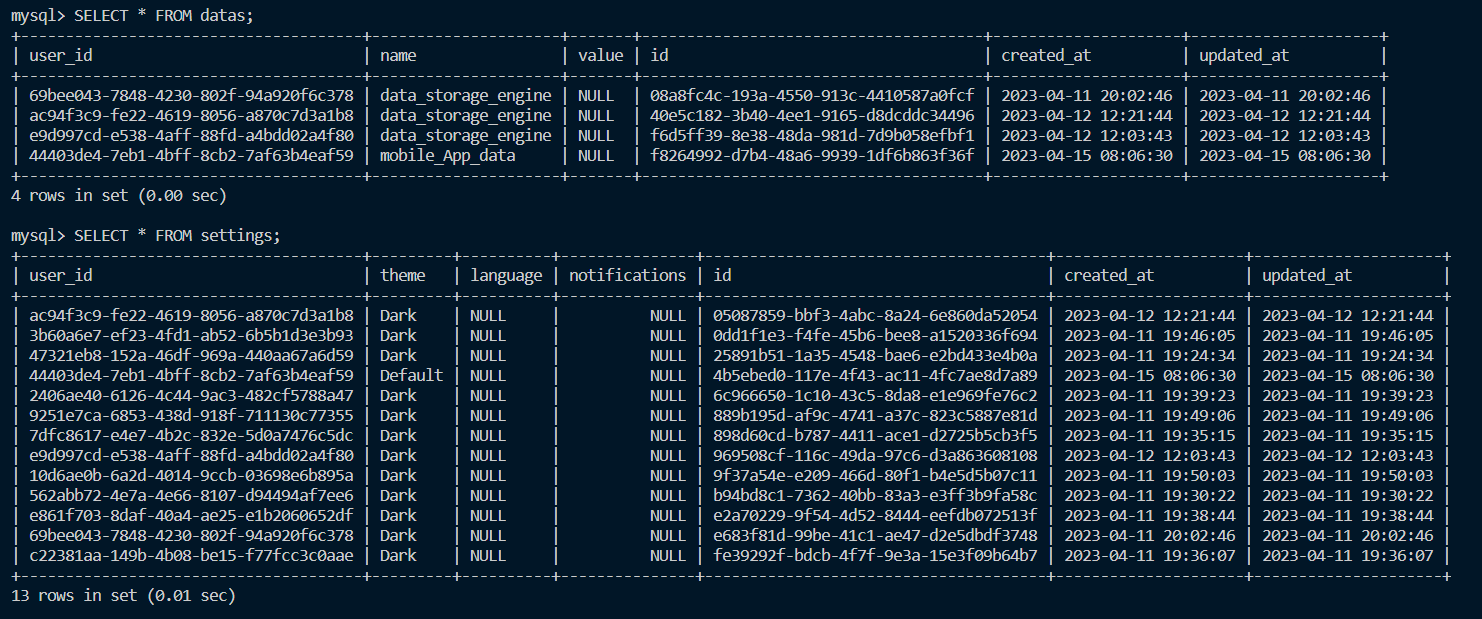 mysql> SELECT * FROM datas;
+--------------------------------------+---------------------+-------+--------------------------------------+---------------------+---------------------+
| user_id                              | name                | value | id                                   | created_at          | updated_at          |
+--------------------------------------+---------------------+-------+--------------------------------------+---------------------+---------------------+
| 69bee043-7848-4230-802f-94a920f6c378 | data_storage_engine | NULL  | 08a8fc4c-193a-4550-913c-4410587a0fcf | 2023-04-11 20:02:46 | 2023-04-11 20:02:46 |
| ac94f3c9-fe22-4619-8056-a870c7d3a1b8 | data_storage_engine | NULL  | 40e5c182-3b40-4ee1-9165-d8dcddc34496 | 2023-04-12 12:21:44 | 2023-04-12 12:21:44 |
| e9d997cd-e538-4aff-88fd-a4bdd02a4f80 | data_storage_engine | NULL  | f6d5ff39-8e38-48da-981d-7d9b058efbf1 | 2023-04-12 12:03:43 | 2023-04-12 12:03:43 |
| 44403de4-7eb1-4bff-8cb2-7af63b4eaf59 | mobile_App_data     | NULL  | f8264992-d7b4-48a6-9939-1df6b863f36f | 2023-04-15 08:06:30 | 2023-04-15 08:06:30 |
+--------------------------------------+---------------------+-------+--------------------------------------+---------------------+---------------------+
4 rows in set (0.00 sec)

mysql> SELECT * FROM settings;
+--------------------------------------+---------+----------+---------------+--------------------------------------+---------------------+---------------------+
| user_id                              | theme   | language | notifications | id                                   | created_at          | updated_at          |
+--------------------------------------+---------+----------+---------------+--------------------------------------+---------------------+---------------------+
| ac94f3c9-fe22-4619-8056-a870c7d3a1b8 | Dark    | NULL     |          NULL | 05087859-bbf3-4abc-8a24-6e860da52054 | 2023-04-12 12:21:44 | 2023-04-12 12:21:44 |
| 3b60a6e7-ef23-4fd1-ab52-6b5b1d3e3b93 | Dark    | NULL     |          NULL | 0dd1f1e3-f4fe-45b6-bee8-a1520336f694 | 2023-04-11 19:46:05 | 2023-04-11 19:46:05 |
| 47321eb8-152a-46df-969a-440aa67a6d59 | Dark    | NULL     |          NULL | 25891b51-1a35-4548-bae6-e2bd433e4b0a | 2023-04-11 19:24:34 | 2023-04-11 19:24:34 |
| 44403de4-7eb1-4bff-8cb2-7af63b4eaf59 | Default | NULL     |          NULL | 4b5ebed0-117e-4f43-ac11-4fc7ae8d7a89 | 2023-04-15 08:06:30 | 2023-04-15 08:06:30 |
| 2406ae40-6126-4c44-9ac3-482cf5788a47 | Dark    | NULL     |          NULL | 6c966650-1c10-43c5-8da8-e1e969fe76c2 | 2023-04-11 19:39:23 | 2023-04-11 19:39:23 |
| 9251e7ca-6853-438d-918f-711130c77355 | Dark    | NULL     |          NULL | 889b195d-af9c-4741-a37c-823c5887e81d | 2023-04-11 19:49:06 | 2023-04-11 19:49:06 |
| 7dfc8617-e4e7-4b2c-832e-5d0a7476c5dc | Dark    | NULL     |          NULL | 898d60cd-b787-4411-ace1-d2725b5cb3f5 | 2023-04-11 19:35:15 | 2023-04-11 19:35:15 |
| e9d997cd-e538-4aff-88fd-a4bdd02a4f80 | Dark    | NULL     |          NULL | 969508cf-116c-49da-97c6-d3a863608108 | 2023-04-12 12:03:43 | 2023-04-12 12:03:43 |
| 10d6ae0b-6a2d-4014-9ccb-03698e6b895a | Dark    | NULL     |          NULL | 9f37a54e-e209-466d-80f1-b4e5d5b07c11 | 2023-04-11 19:50:03 | 2023-04-11 19:50:03 |
| 562abb72-4e7a-4e66-8107-d94494af7ee6 | Dark    | NULL     |          NULL | b94bd8c1-7362-40bb-83a3-e3ff3b9fa58c | 2023-04-11 19:30:22 | 2023-04-11 19:30:22 |
| e861f703-8daf-40a4-ae25-e1b2060652df | Dark    | NULL     |          NULL | e2a70229-9f54-4d52-8444-eefdb072513f | 2023-04-11 19:38:44 | 2023-04-11 19:38:44 |
| 69bee043-7848-4230-802f-94a920f6c378 | Dark    | NULL     |          NULL | e683f81d-99be-41c1-ae47-d2e5dbdf3748 | 2023-04-11 20:02:46 | 2023-04-11 20:02:46 |
| c22381aa-149b-4b08-be15-f77fcc3c0aae | Dark    | NULL     |          NULL | fe39292f-bdcb-4f7f-9e3a-15e3f09b64b7 | 2023-04-11 19:36:07 | 2023-04-11 19:36:07 |
+--------------------------------------+---------+----------+---------------+--------------------------------------+---------------------+---------------------+
13 rows in set (0.01 sec)